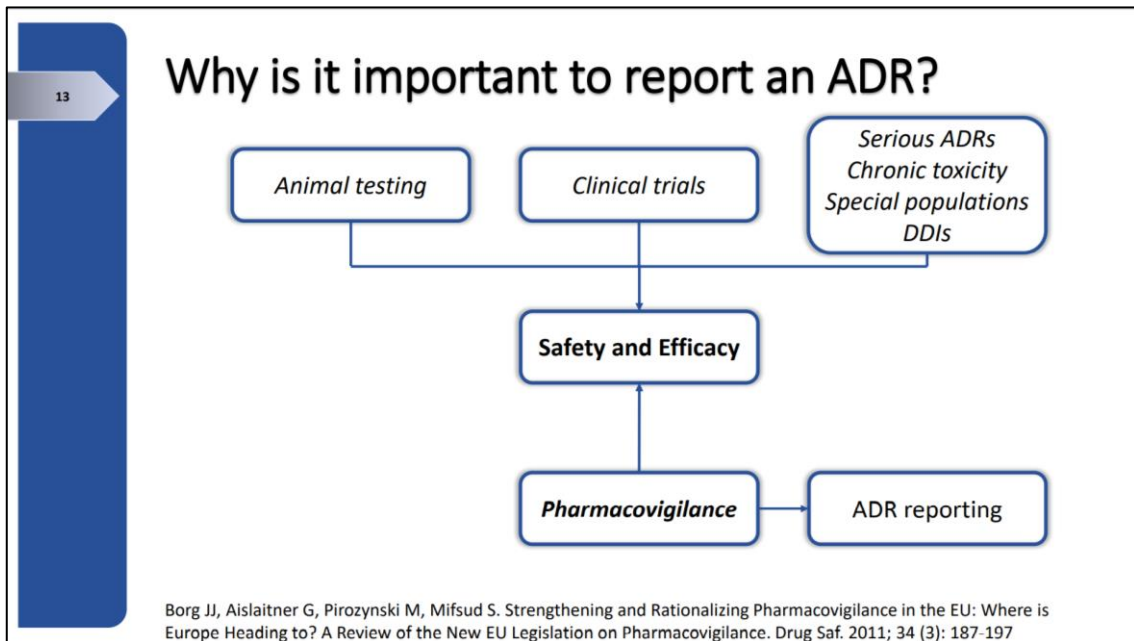 13
Why is it important to report an ADR?
Animal testing
Clinical trials
Serious ADRs
Chronic toxicity
Special populations
DDIs
Safety and Efficacy
Pharmacovigilance
ADR reporting
Borg JJ, Aislaitner G, Pirozynski M, Mifsud S. Strengthening and Rationalizing Pharmacovigilance in the EU: Where is
Europe Heading to? A Review of the New EU Legislation on Pharmacovigilance. Drug Saf. 2011; 34 (3): 187-197